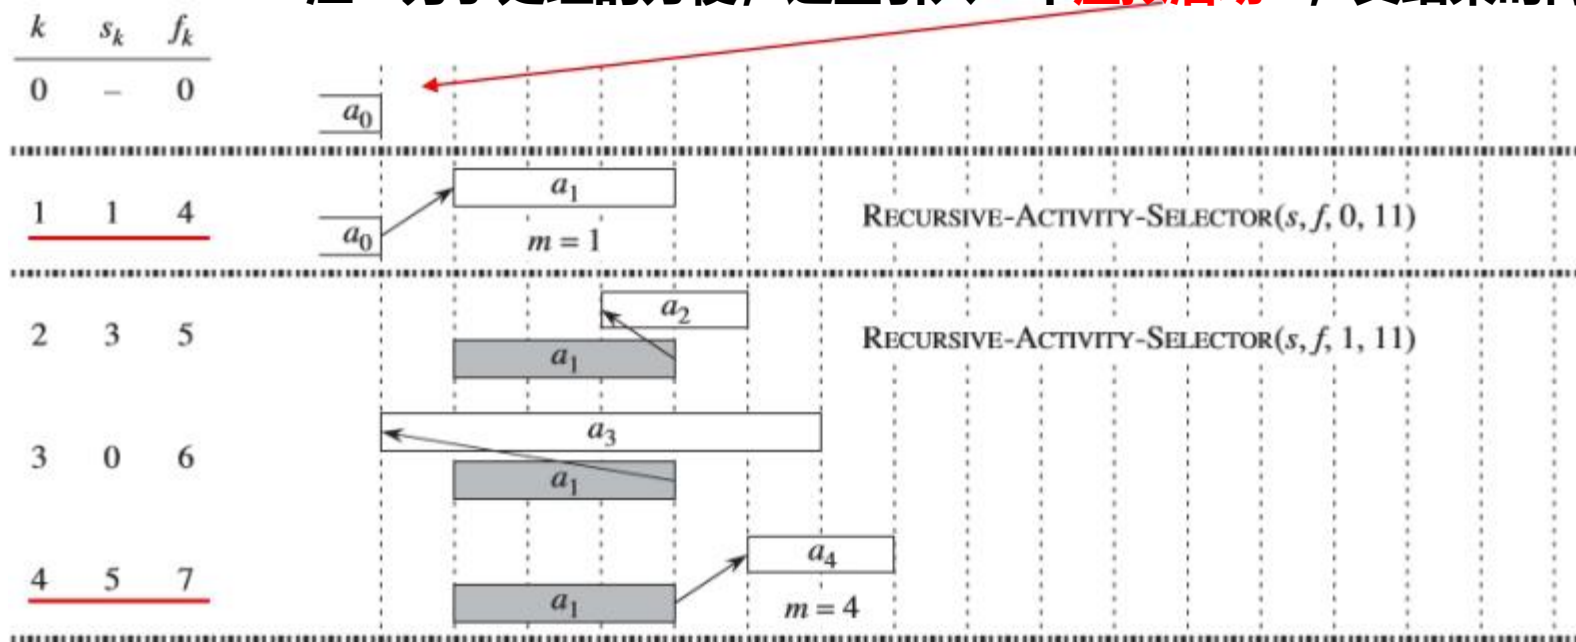 k s_k f_k
0 – 0
a_0
1 1 4
a_1
a_0
m = 1
RECURSIVE-ACTIVITY-SELECTOR(s, f, 0, 11)
2 3 5
a_2
a_1
RECURSIVE-ACTIVITY-SELECTOR(s, f, 1, 11)
3 0 6
a_3
a_1
4 5 7
a_4
a_1
m = 4